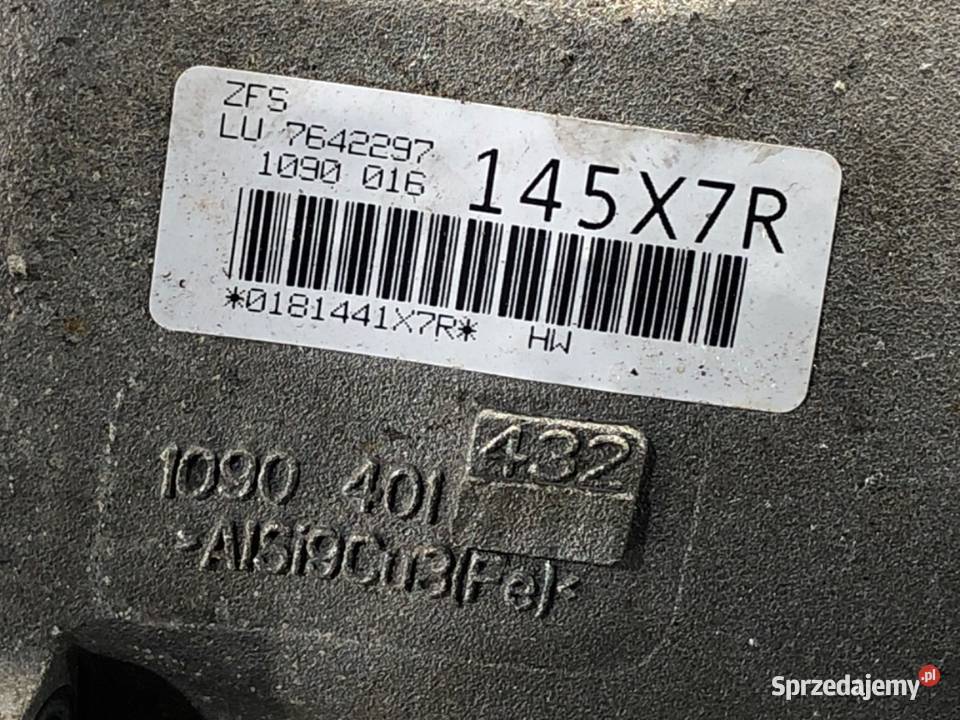 ZFS
LU 7642297
1090 016
145X7R
*0181441X7R* HW
1090 401 432
>AlSi9Cu3(Fe)<
Sprzedajemy.pl